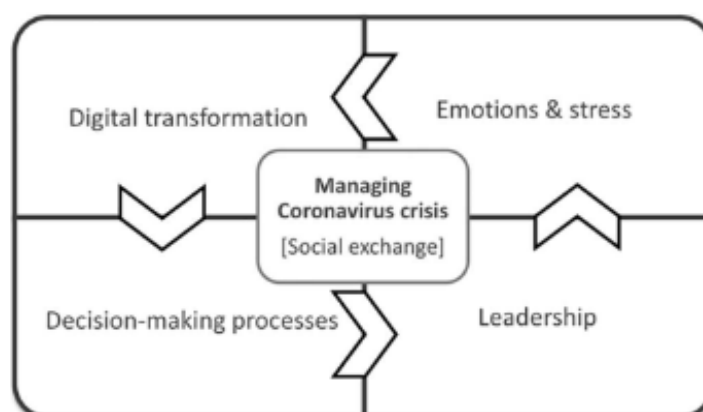 Digital transformation
Emotions & stress
Managing
Coronavirus crisis
[Social exchange]
Decision-making processes
Leadership